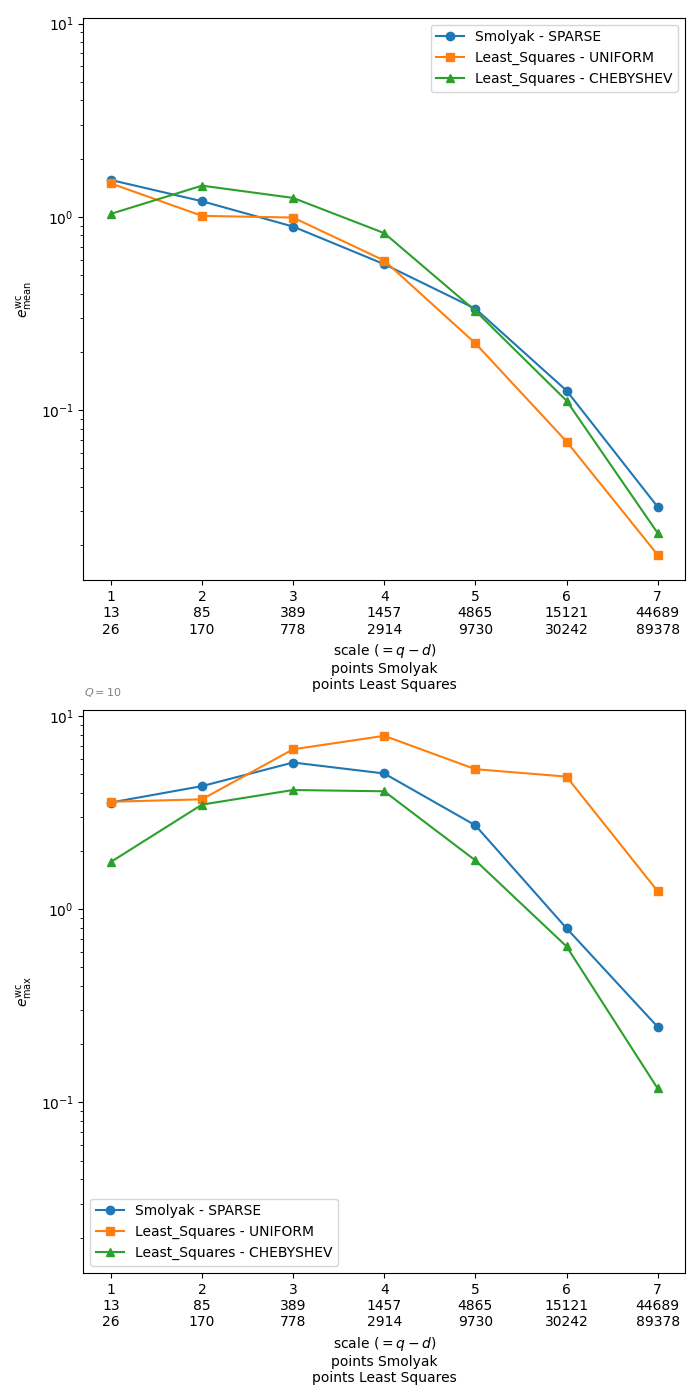 10¹
Smolyak - SPARSE
Least_Squares - UNIFORM
Least_Squares - CHEBYSHEV
10⁰
e^wc_mean
10⁻¹
1 2 3 4 5 6 7
13 85 389 1457 4865 15121 44689
26 170 778 2914 9730 30242 89378
scale (= q − d)
points Smolyak
points Least Squares
Q = 10
10¹
10⁰
e^wc_max
10⁻¹
Smolyak - SPARSE
Least_Squares - UNIFORM
Least_Squares - CHEBYSHEV
1 2 3 4 5 6 7
13 85 389 1457 4865 15121 44689
26 170 778 2914 9730 30242 89378
scale (= q − d)
points Smolyak
points Least Squares